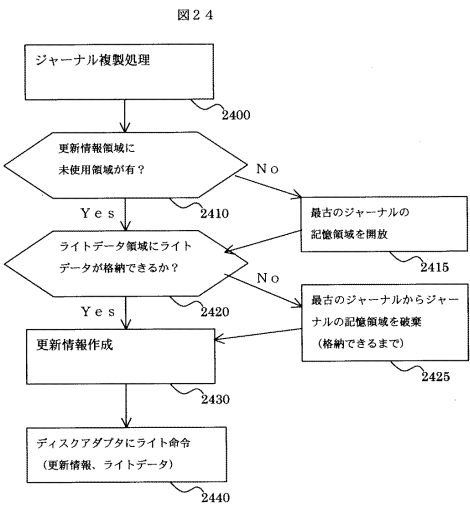 図２４
ジャーナル複製処理
2400
更新情報領域に
未使用領域が有？
Ｎｏ
Ｙｅｓ
2410
最古のジャーナルの
記憶領域を開放
2415
ライトデータ領域にライト
データが格納できるか？
Ｎｏ
Ｙｅｓ
2420
最古のジャーナルからジャー
ナルの記憶領域を破棄
（格納できるまで）
2425
更新情報作成
2430
ディスクアダプタにライト命令
（更新情報、ライトデータ）
2440